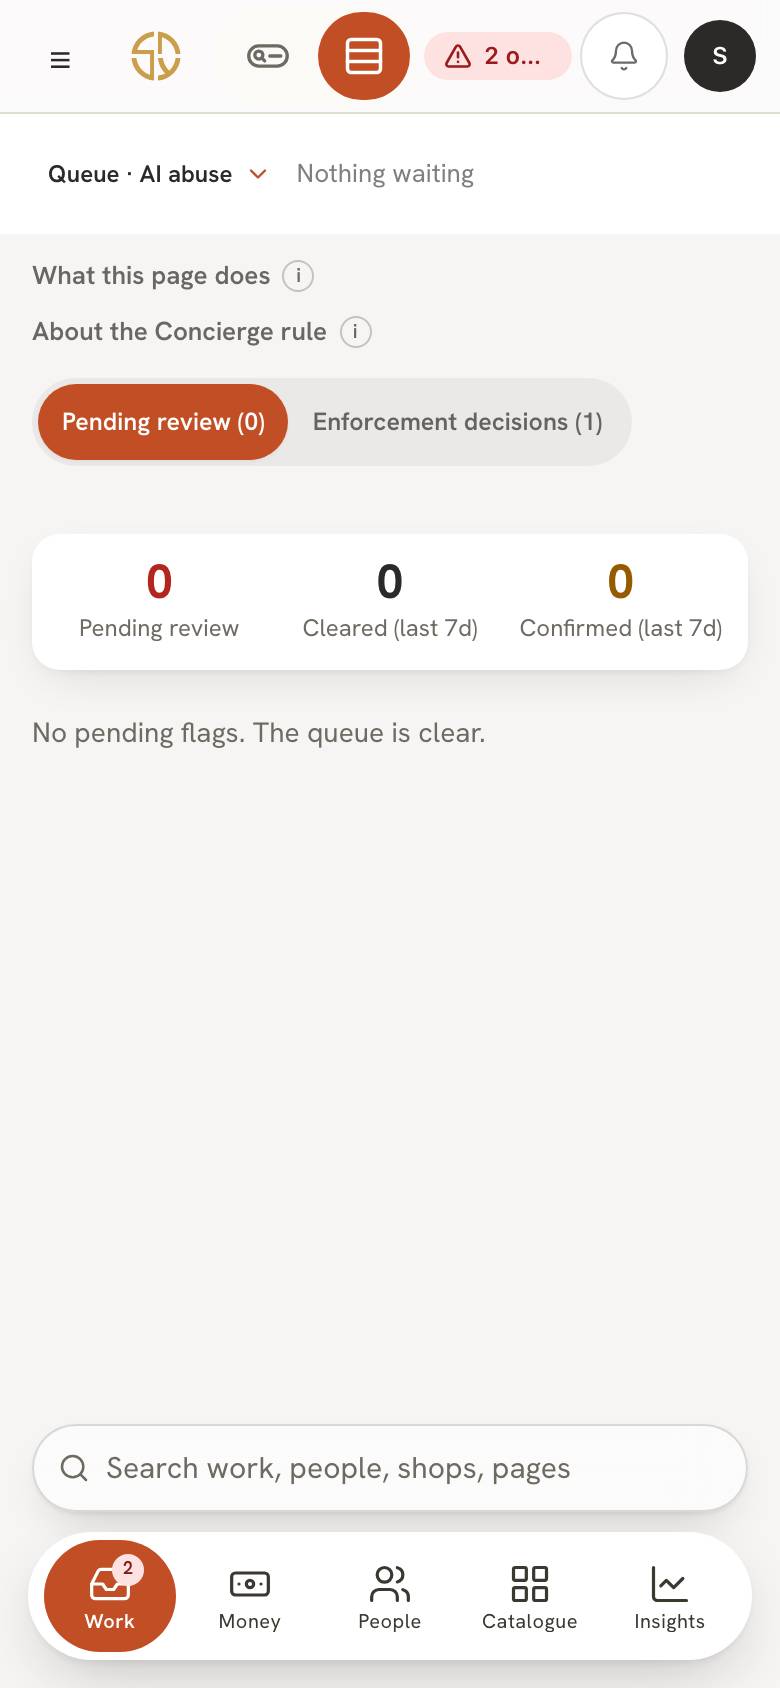 2 o...
S
Queue · AI abuse
Nothing waiting
What this page does i
About the Concierge rule i
Pending review (0)
Enforcement decisions (1)
0
Pending review
0
Cleared (last 7d)
0
Confirmed (last 7d)
No pending flags. The queue is clear.
Search work, people, shops, pages
2
Work
Money
People
Catalogue
Insights